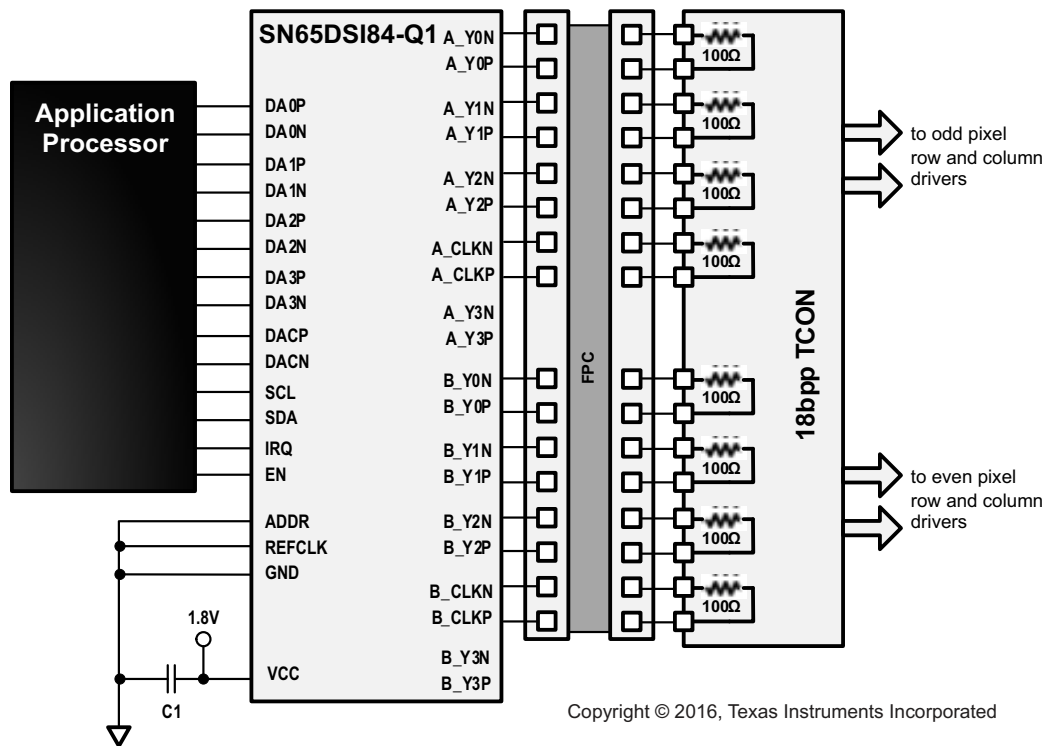 SN65DSI84-Q1
Application
Processor
DA0P
DA0N
DA1P
DA1N
DA2P
DA2N
DA3P
DA3N
DACP
DACN
SCL
SDA
IRQ
EN
ADDR
REFCLK
GND
1.8V
VCC
C1
A_Y0N
A_Y0P
A_Y1N
A_Y1P
A_Y2N
A_Y2P
A_CLKN
A_CLKP
A_Y3N
A_Y3P
B_Y0N
B_Y0P
B_Y1N
B_Y1P
B_Y2N
B_Y2P
B_CLKN
B_CLKP
B_Y3N
B_Y3P
FPC
100Ω
100Ω
100Ω
100Ω
100Ω
100Ω
100Ω
100Ω
18bpp TCON
to odd pixel
row and column
drivers
to even pixel
row and column
drivers
Copyright © 2016, Texas Instruments Incorporated